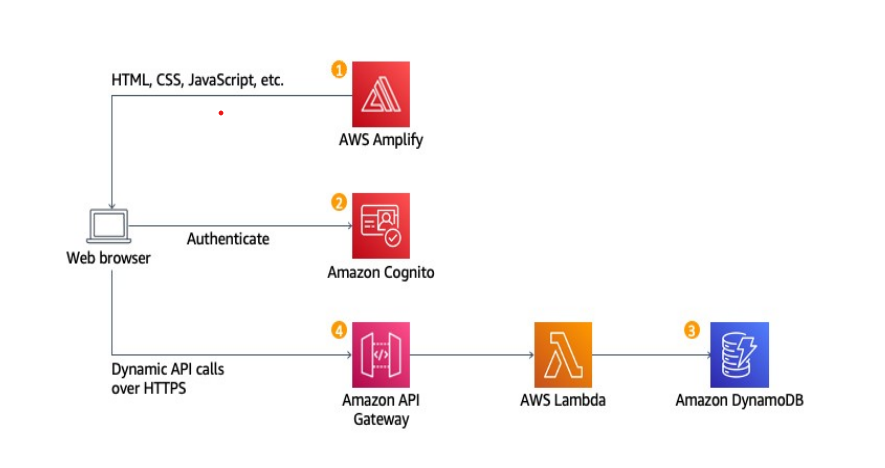 1
HTML, CSS, JavaScript, etc.
AWS Amplify
2
Authenticate
Web browser
Amazon Cognito
4
3
Dynamic API calls
over HTTPS
</>
Amazon API
Gateway
AWS Lambda
Amazon DynamoDB